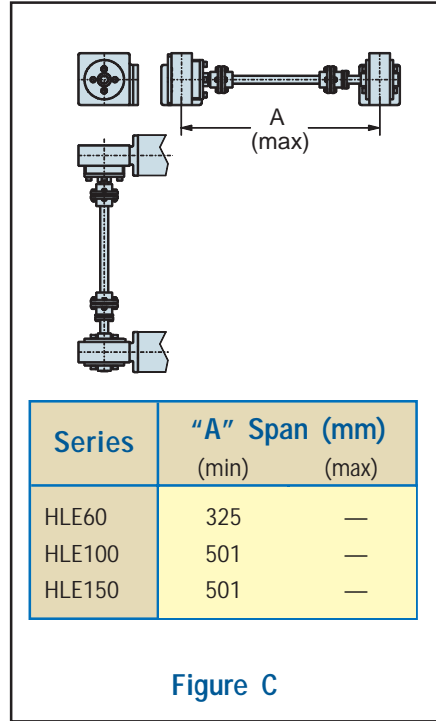 A
(max)
Series "A" Span (mm)
(min) (max)
HLE60 325 —
HLE100 501 —
HLE150 501 —
Figure C